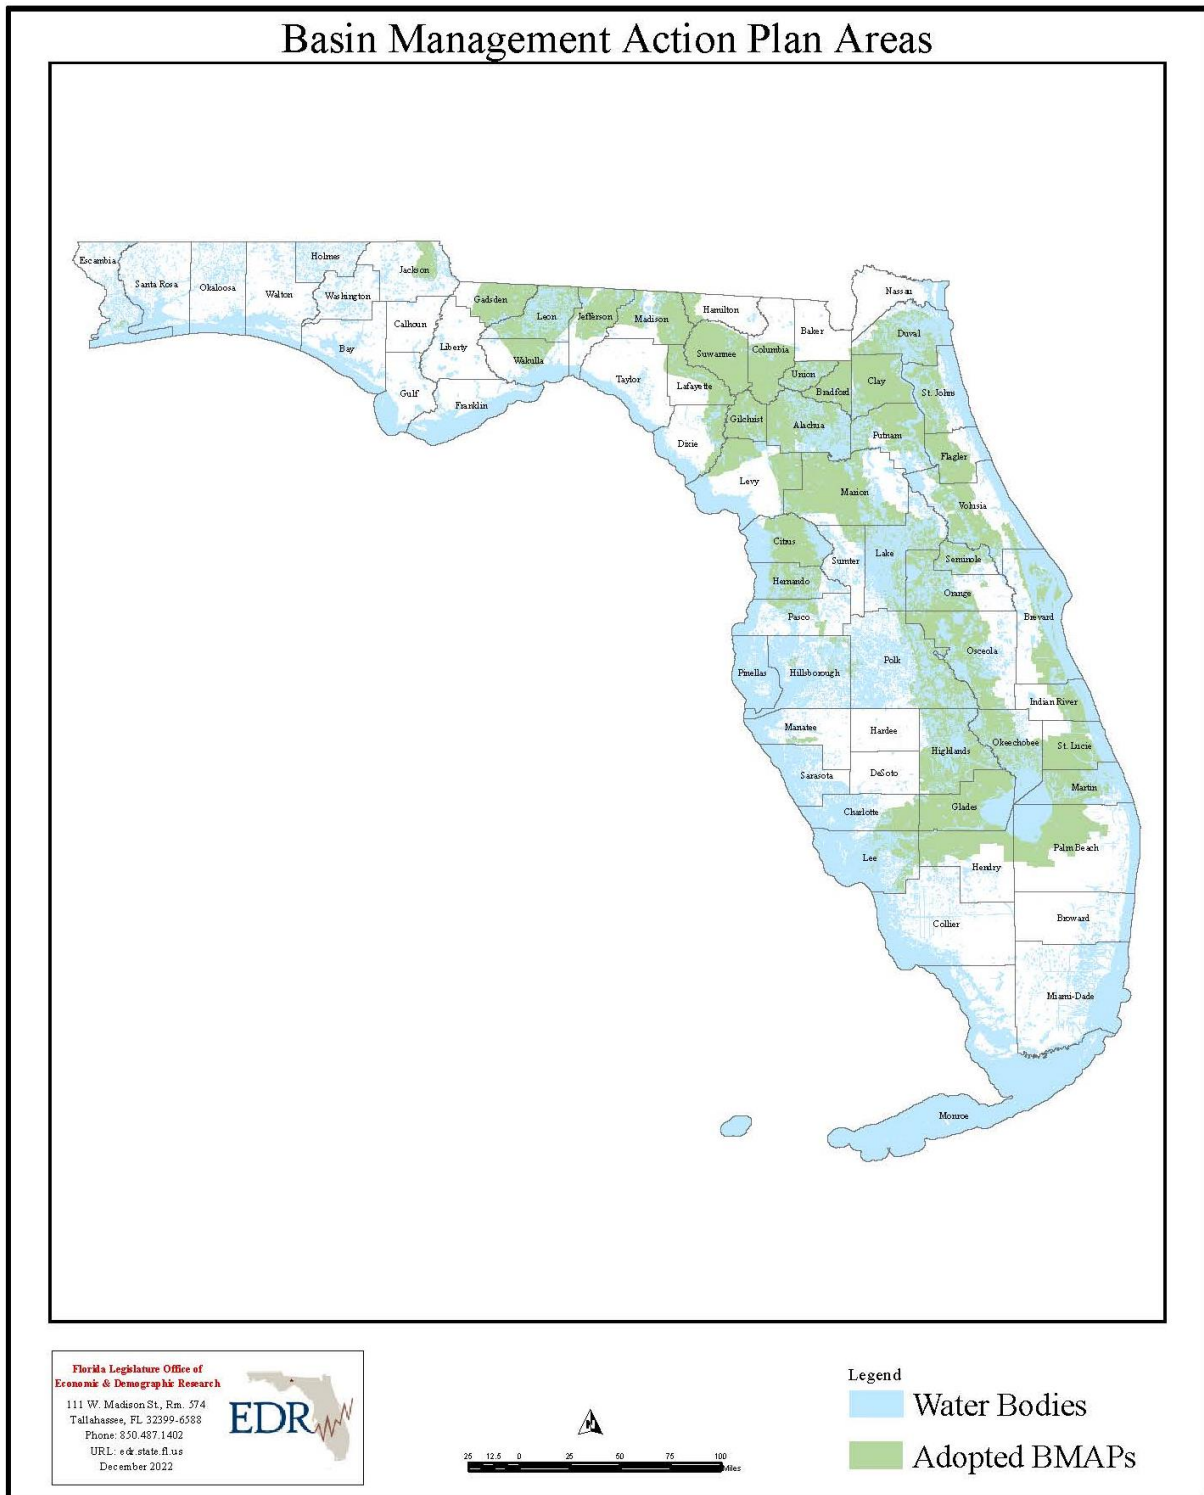 Basin Management Action Plan Areas
Escambia
Santa Rosa
Okaloosa
Walton
Holmes
Washington
Jackson
Bay
Calhoun
Gulf
Liberty
Franklin
Gadsden
Leon
Wakulla
Jefferson
Madison
Taylor
Hamilton
Suwannee
Lafayette
Dixie
Columbia
Baker
Nassau
Duval
Union
Bradford
Clay
St. Johns
Gilchrist
Alachua
Putnam
Flagler
Levy
Marion
Volusia
Citrus
Sumter
Lake
Seminole
Hernando
Orange
Pasco
Brevard
Osceola
Pinellas
Hillsborough
Polk
Indian River
Manatee
Hardee
Highlands
Okeechobee
St. Lucie
Sarasota
DeSoto
Martin
Charlotte
Glades
Lee
Hendry
Palm Beach
Collier
Broward
Miami-Dade
Monroe
Florida Legislature Office of
Economic & Demographic Research
111 W. Madison St., Rm. 574
Tallahassee, FL 32399-6588
Phone: 850.487.1402
URL: edr.state.fl.us
December 2022
EDR
25 12.5 0 25 50 75 100
Miles
Legend
Water Bodies
Adopted BMAPs